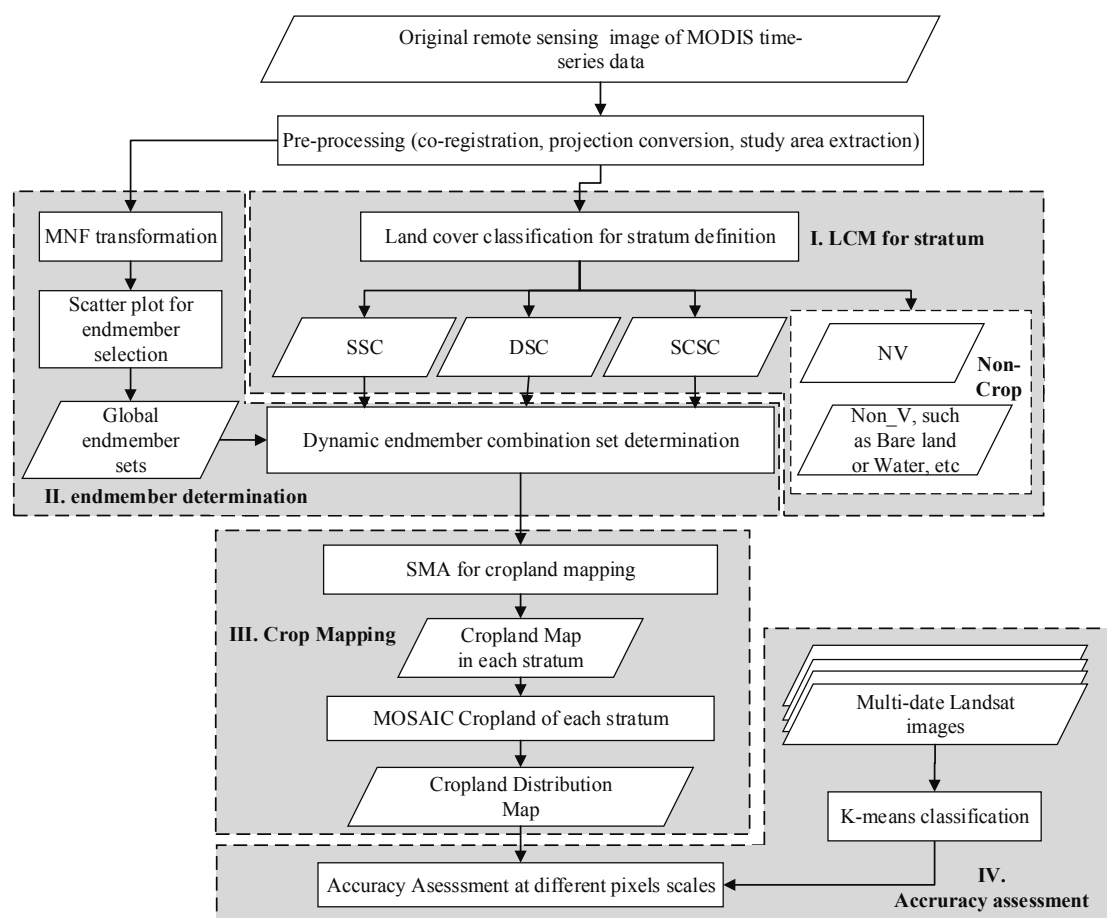 Original remote sensing image of MODIS time-
series data
Pre-processing (co-registration, projection conversion, study area extraction)
MNF transformation
Land cover classification for stratum definition
I. LCM for stratum
Scatter plot for
endmember
selection
SSC
DSC
SCSC
NV
Non-
Crop
Non_V, such
as Bare land
or Water, etc
Global
endmember
sets
Dynamic endmember combination set determination
II. endmember determination
SMA for cropland mapping
III. Crop Mapping
Cropland Map
in each stratum
MOSAIC Cropland of each stratum
Cropland Distribution
Map
Multi-date Landsat
images
K-means classification
Accuracy Asesssment at different pixels scales
IV.
Accruracy assessment